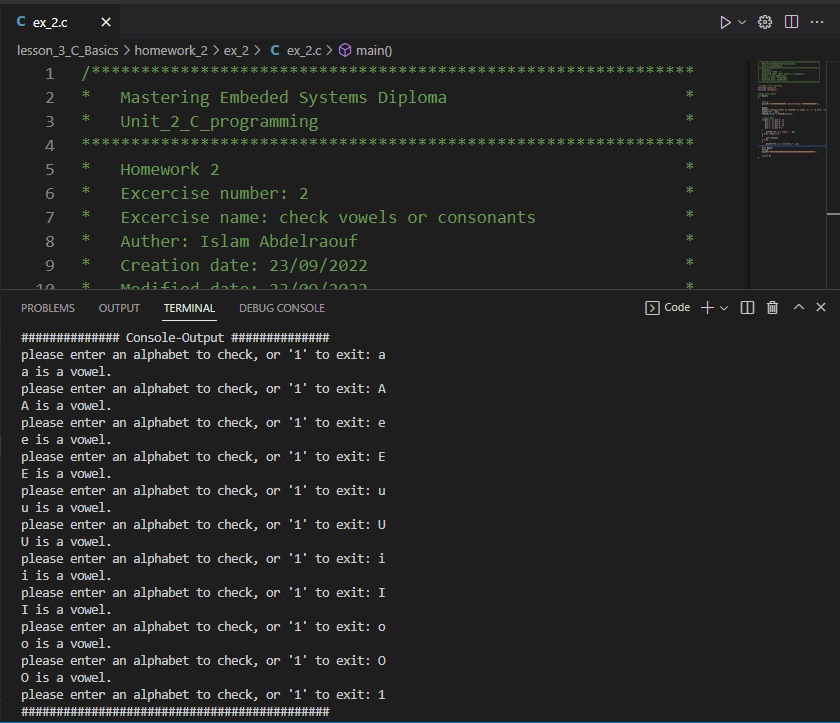 C ex_2.c ×
lesson_3_C_Basics > homework_2 > ex_2 > C ex_2.c > main()
1 /*************************************************************
2 * Mastering Embeded Systems Diploma *
3 * Unit_2_C_programming *
4 **************************************************************
5 * Homework 2 *
6 * Excercise number: 2 *
7 * Excercise name: check vowels or consonants *
8 * Auther: Islam Abdelraouf *
9 * Creation date: 23/09/2022 *
10 * Modified date: 23/09/2022 *
PROBLEMS OUTPUT TERMINAL DEBUG CONSOLE Code
############## Console-Output ##############
please enter an alphabet to check, or '1' to exit: a
a is a vowel.
please enter an alphabet to check, or '1' to exit: A
A is a vowel.
please enter an alphabet to check, or '1' to exit: e
e is a vowel.
please enter an alphabet to check, or '1' to exit: E
E is a vowel.
please enter an alphabet to check, or '1' to exit: u
u is a vowel.
please enter an alphabet to check, or '1' to exit: U
U is a vowel.
please enter an alphabet to check, or '1' to exit: i
i is a vowel.
please enter an alphabet to check, or '1' to exit: I
I is a vowel.
please enter an alphabet to check, or '1' to exit: o
o is a vowel.
please enter an alphabet to check, or '1' to exit: O
O is a vowel.
please enter an alphabet to check, or '1' to exit: 1
############################################